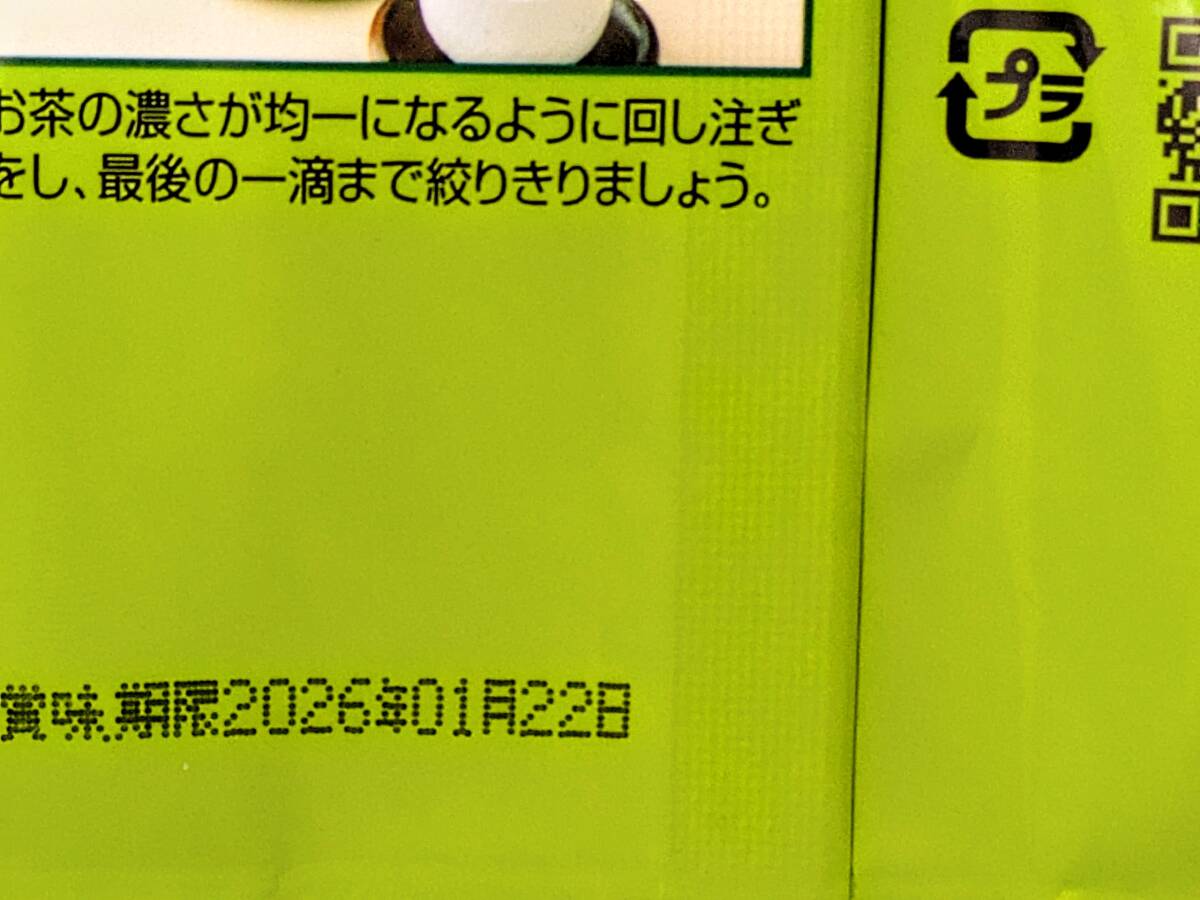 お茶の濃さが均一になるように回し注ぎ
をし、最後の一滴まで絞りきりましょう。
プラ
賞味期限2026年01月22日